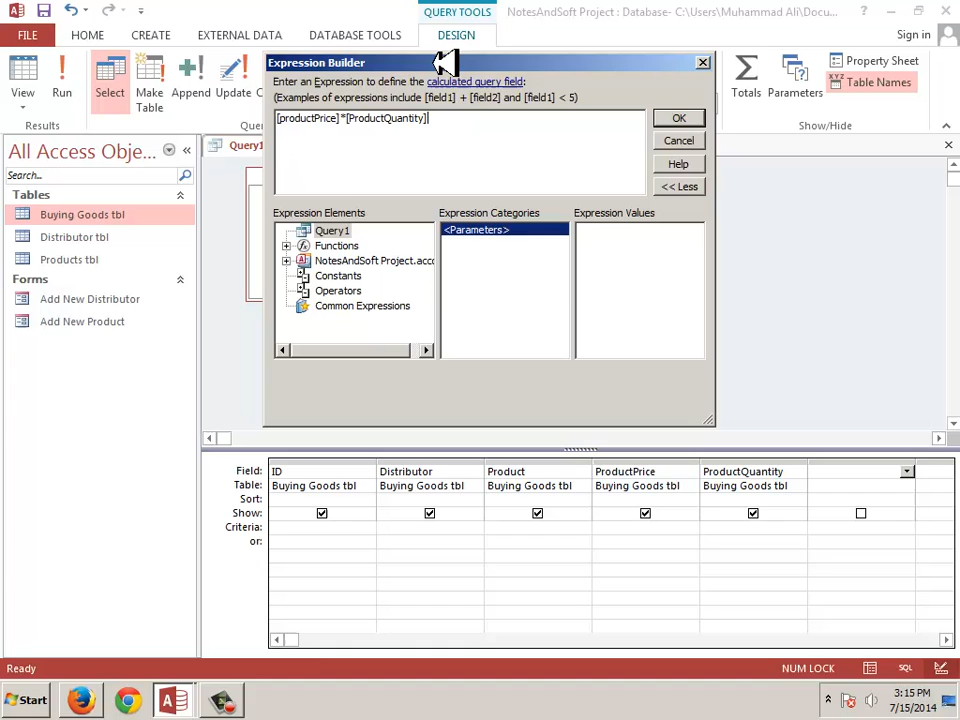 QUERY TOOLS
NotesAndSoft Project : Database- C:\Users\Muhammad Ali\Docu...
?
FILE
HOME
CREATE
EXTERNAL DATA
DATABASE TOOLS
DESIGN
Sign in
View
Run
Select
Make
Table
Append
Update
Results
Totals
Parameters
Property Sheet
Table Names
Show/Hide
Expression Builder
Enter an Expression to define the calculated query field:
(Examples of expressions include [field1] + [field2] and [field1] < 5)
[productPrice]*[ProductQuantity]
OK
Cancel
Help
<< Less
Expression Elements
Expression Categories
Expression Values
Query1
Functions
NotesAndSoft Project.acc
Constants
Operators
Common Expressions
<Parameters>
All Access Obje...
Search...
Tables
Buying Goods tbl
Distributor tbl
Products tbl
Forms
Add New Distributor
Add New Product
Query1
Field: ID Distributor Product ProductPrice ProductQuantity
Table: Buying Goods tbl Buying Goods tbl Buying Goods tbl Buying Goods tbl Buying Goods tbl
Sort:
Show:
Criteria:
or:
Ready
NUM LOCK
SQL
Start
3:15 PM
7/15/2014